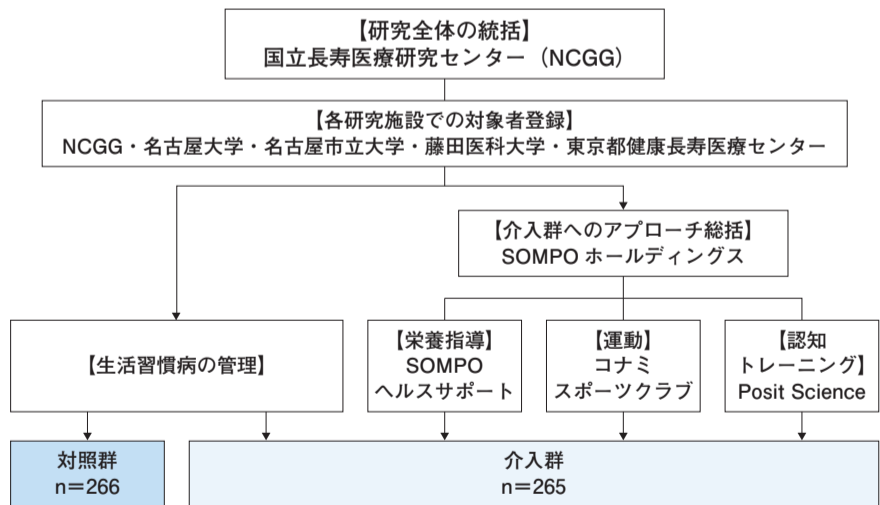 【研究全体の統括】
国立長寿医療研究センター（NCGG）
【各研究施設での対象者登録】
NCGG・名古屋大学・名古屋市立大学・藤田医科大学・東京都健康長寿医療センター
【介入群へのアプローチ総括】
SOMPO ホールディングス
【生活習慣病の管理】
【栄養指導】
SOMPO
ヘルスサポート
【運動】
コナミ
スポーツクラブ
【認知
トレーニング】
Posit Science
対照群
n＝266
介入群
n＝265